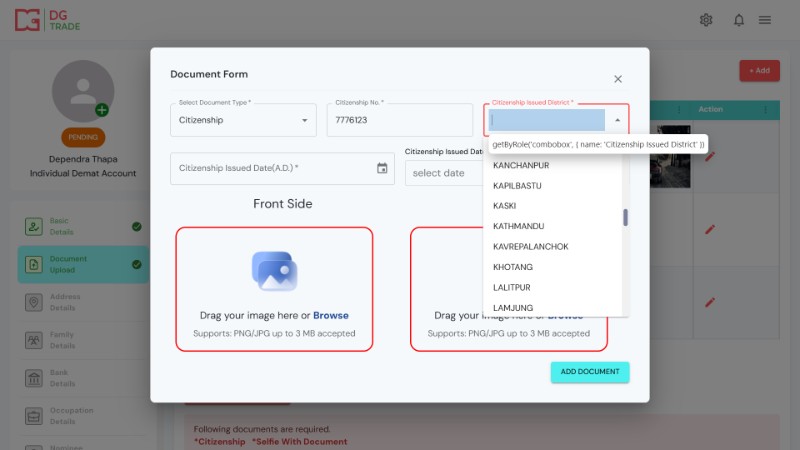 DG
TRADE
Document Form
+ Add
Select Document Type *
Citizenship
Citizenship No. *
7776123
Citizenship Issued District *
Action
getByRole('combobox', { name: 'Citizenship Issued District' })
PENDING
Dependra Thapa
Individual Demat Account
Citizenship Issued Date(A.D.) *
Citizenship Issued Date
select date
KANCHANPUR
KAPILBASTU
KASKI
KATHMANDU
KAVREPALANCHOK
KHOTANG
LALITPUR
LAMJUNG
Front Side
Drag your image here or Browse
Supports: PNG/JPG up to 3 MB accepted
Drag your image here or Browse
Supports: PNG/JPG up to 3 MB accepted
ADD DOCUMENT
Basic
Details
Document
Upload
Address
Details
Family
Details
Bank
Details
Occupation
Details
Nominee
Following documents are required.
*Citizenship *Selfie With Document